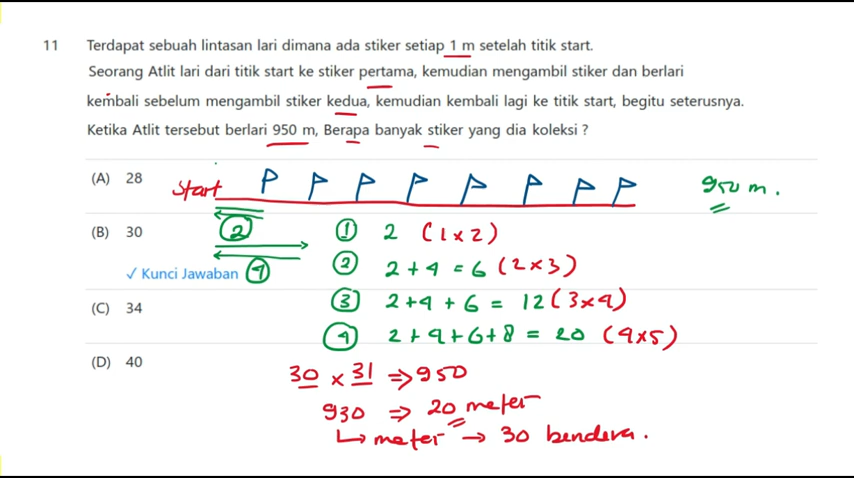 11 Terdapat sebuah lintasan lari dimana ada stiker setiap 1 m setelah titik start.
Seorang Atlit lari dari titik start ke stiker pertama, kemudian mengambil stiker dan berlari
kembali sebelum mengambil stiker kedua, kemudian kembali lagi ke titik start, begitu seterusnya.
Ketika Atlit tersebut berlari 950 m, Berapa banyak stiker yang dia koleksi ?
(A) 28
start
950 m.
(B) 30
2
① 2 (1x2)
② 2+4 = 6 (2x3)
✓ Kunci Jawaban
4
(C) 34
③ 2+4+6 = 12 (3x4)
④ 2+4+6+8 = 20 (4x5)
(D) 40
30 x 31 => 950
930 => 20 meter
↳ meter → 30 bendera.